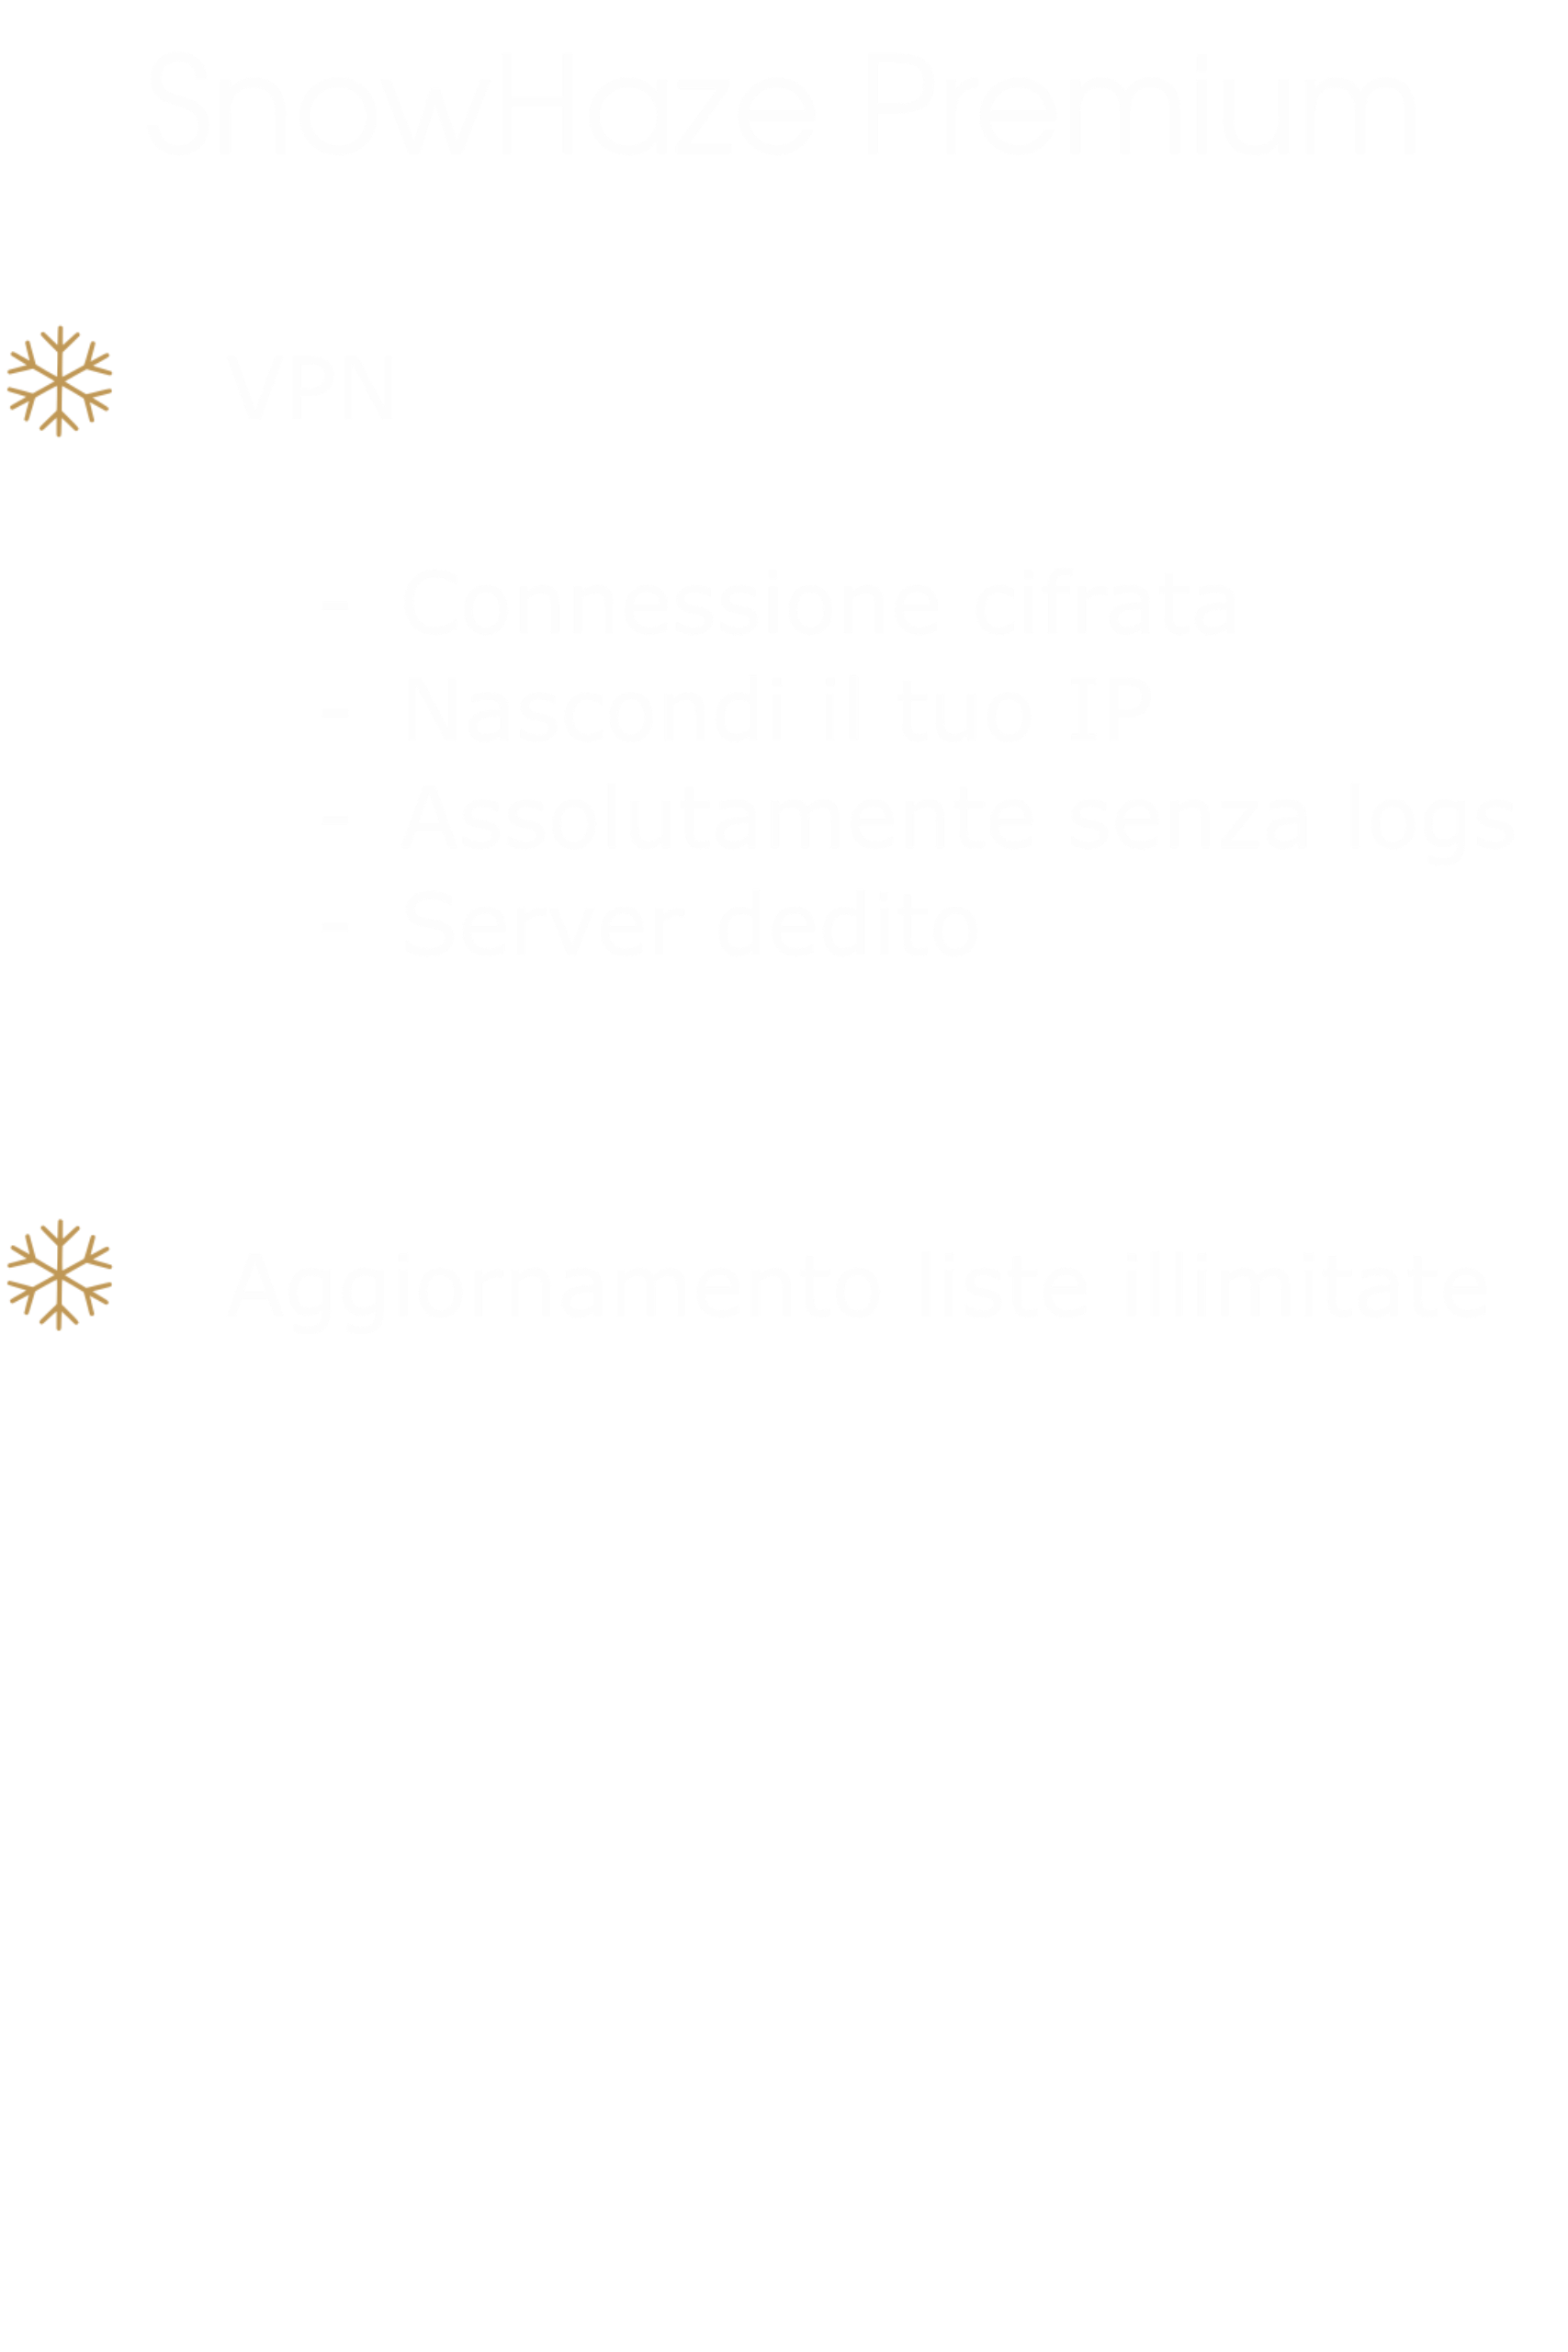 SnowHaze Premium
VPN
- Connessione cifrata
- Nascondi il tuo IP
- Assolutamente senza logs
- Server dedito
Aggiornamento liste illimitate